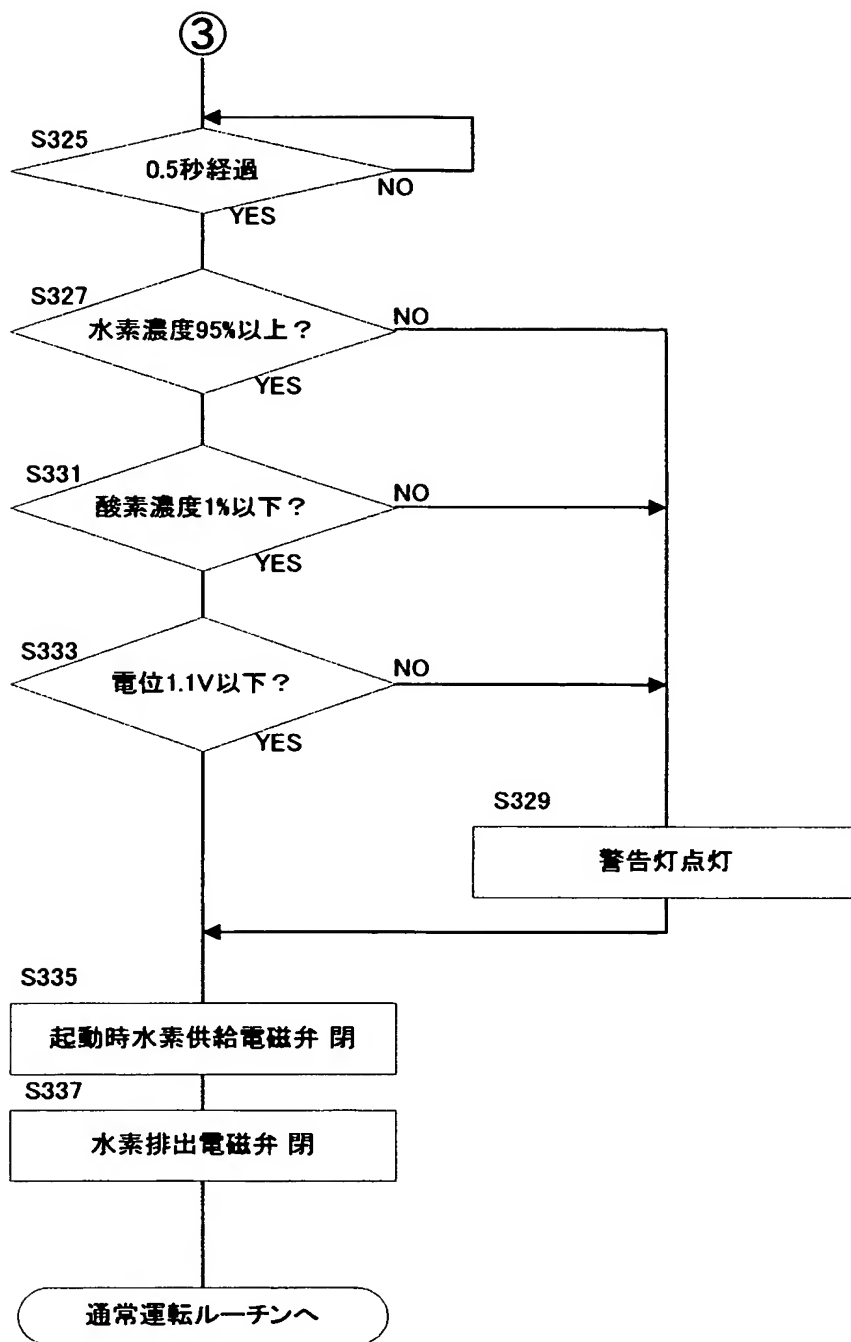 ③
S325
0.5秒経過
NO
YES
S327
水素濃度95%以上？
NO
YES
S331
酸素濃度1%以下？
NO
YES
S333
電位1.1V以下？
NO
YES
S329
警告灯点灯
S335
起動時水素供給電磁弁 閉
S337
水素排出電磁弁 閉
通常運転ルーチンへ